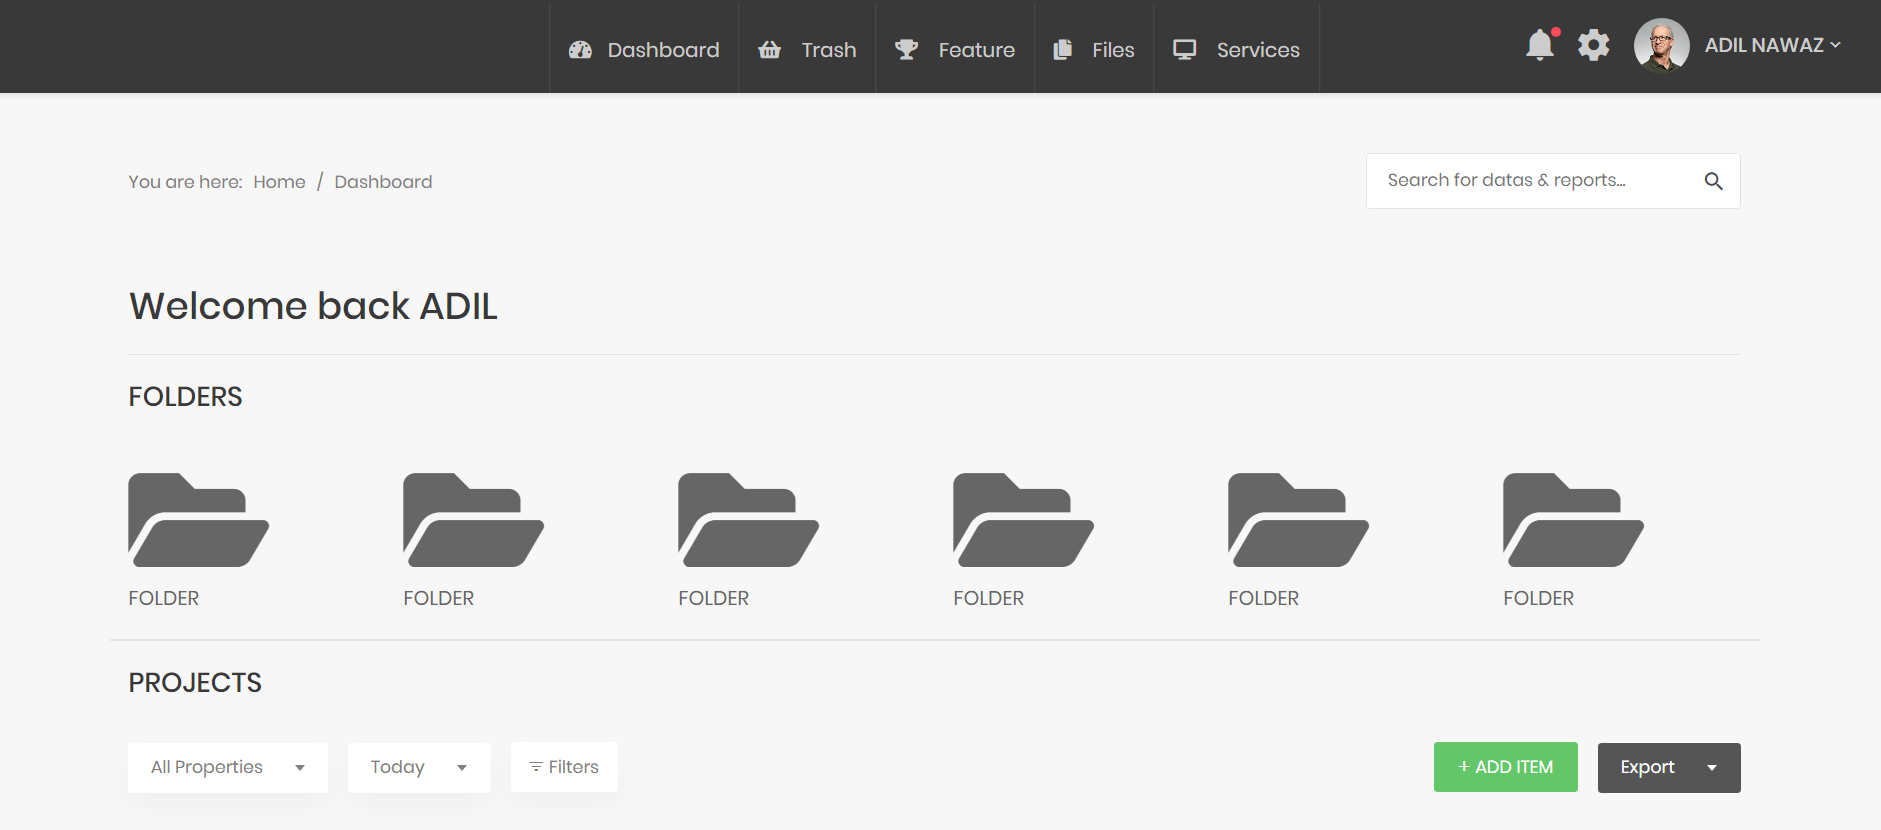 Dashboard Trash Feature Files Services ADIL NAWAZ
You are here: Home / Dashboard
Search for datas & reports...
Welcome back ADIL
FOLDERS
FOLDER FOLDER FOLDER FOLDER FOLDER FOLDER
PROJECTS
All Properties Today Filters + ADD ITEM Export